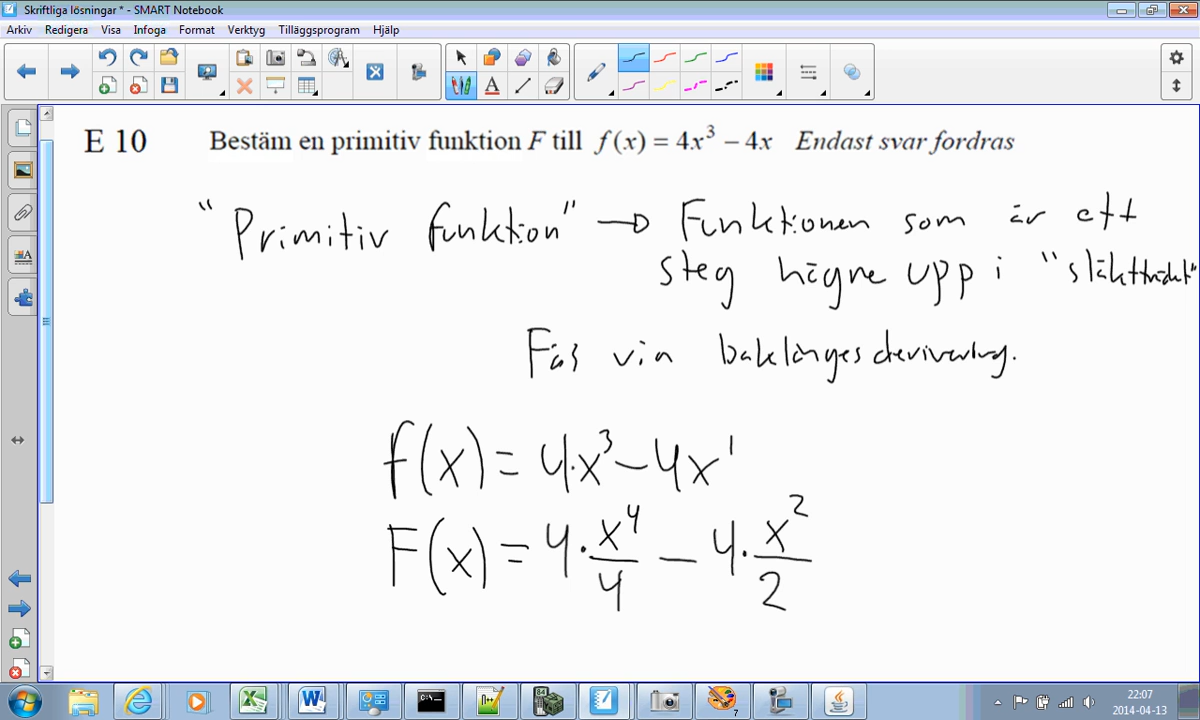 Skriftliga lösningar * - SMART Notebook
Arkiv Redigera Visa Infoga Format Verktyg Tilläggsprogram Hjälp
E 10 Bestäm en primitiv funktion F till f(x) = 4x³ – 4x Endast svar fordras
"Primitiv funktion" → Funktionen som är ett
steg högre upp i "släktträdet"
Fås via baklängesderivering.
f(x) = 4·x³ – 4x¹
F(x) = 4·x⁴/4 – 4·x²/2
22:07
2014-04-13